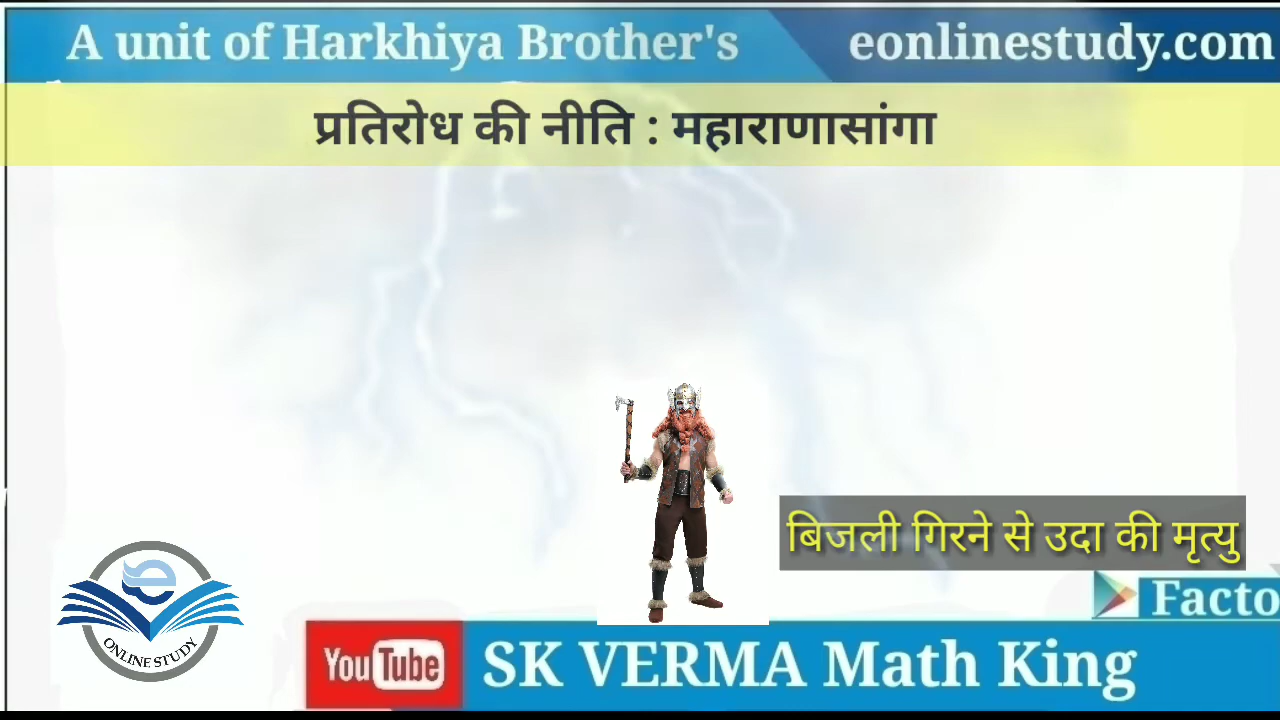 A unit of Harkhiya Brother's
eonlinestudy.com
प्रतिरोध की नीति : महाराणासांगा
बिजली गिरने से उदा की मृत्यु
e
ONLINE STUDY
Facto
YouTube
SK VERMA Math King